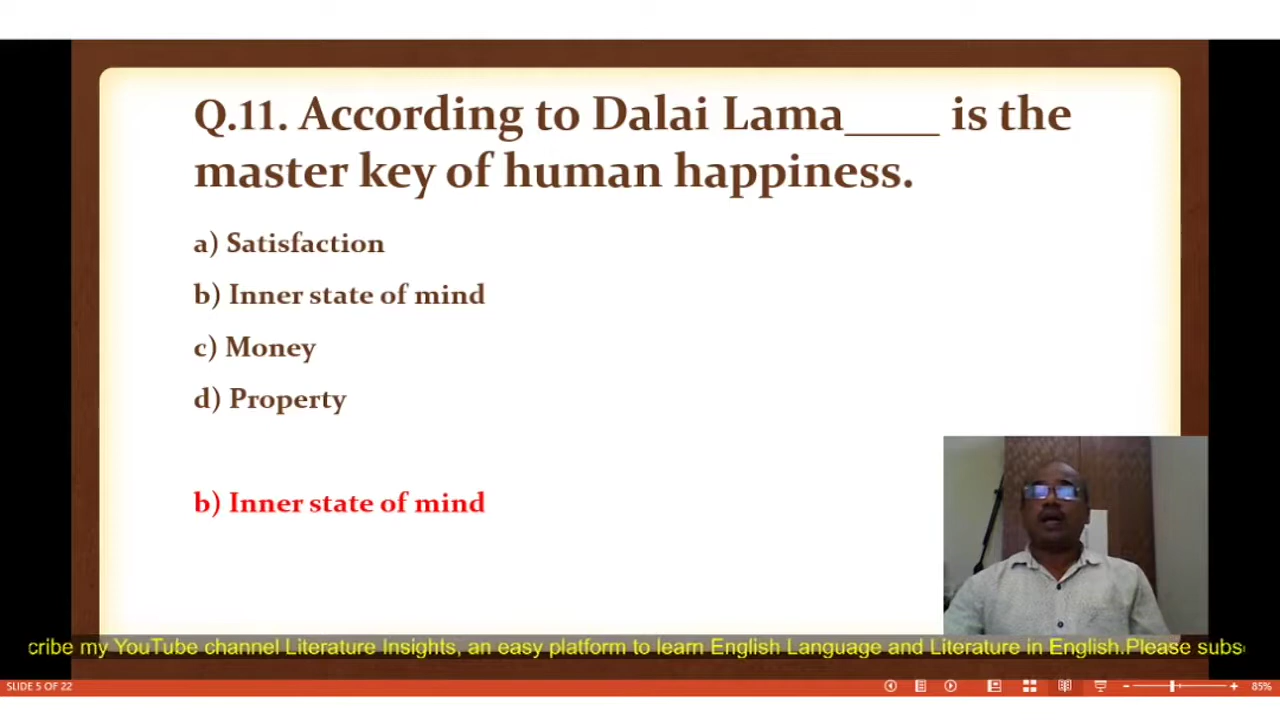 Q.11. According to Dalai Lama____ is the
master key of human happiness.
a) Satisfaction
b) Inner state of mind
c) Money
d) Property
b) Inner state of mind
cribe my YouTube channel Literature Insights, an easy platform to learn English Language and Literature in English.Please subs
SLIDE 5 OF 22
85%